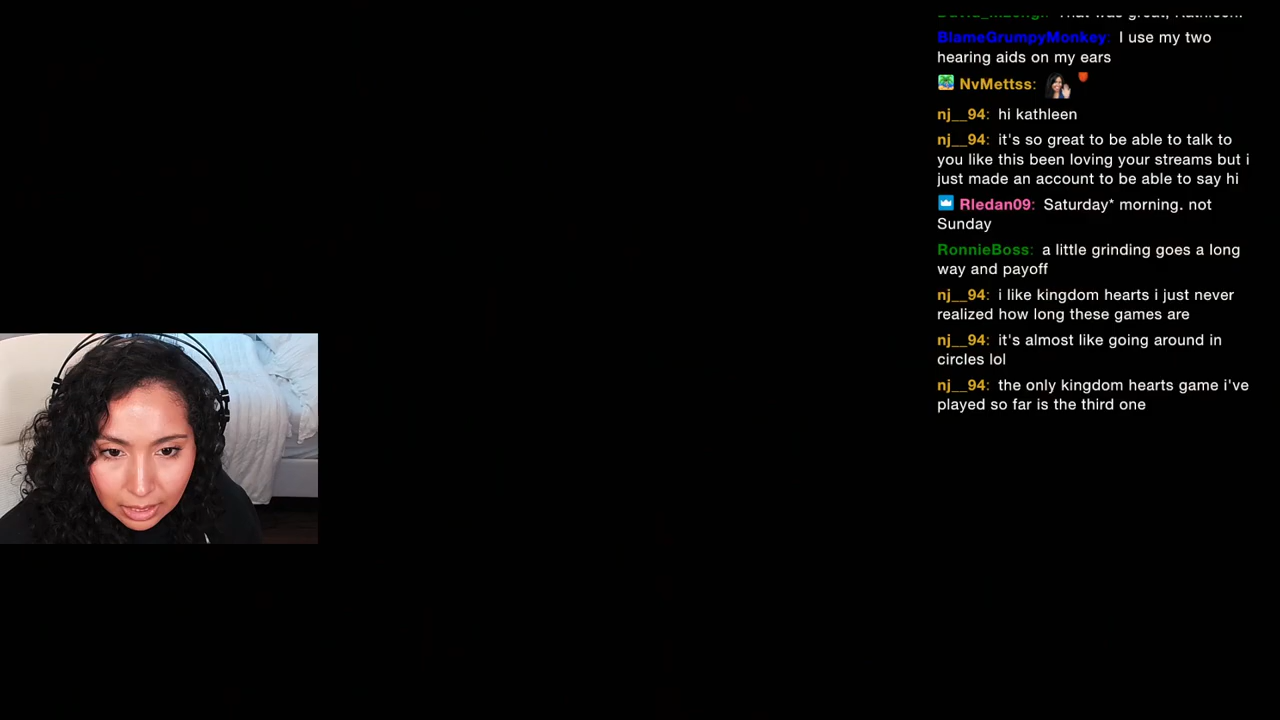 BlameGrumpyMonkey: I use my two
hearing aids on my ears
NvMettss:
nj__94: hi kathleen
nj__94: it's so great to be able to talk to
you like this been loving your streams but i
just made an account to be able to say hi
Rledan09: Saturday* morning. not
Sunday
RonnieBoss: a little grinding goes a long
way and payoff
nj__94: i like kingdom hearts i just never
realized how long these games are
nj__94: it's almost like going around in
circles lol
nj__94: the only kingdom hearts game i've
played so far is the third one